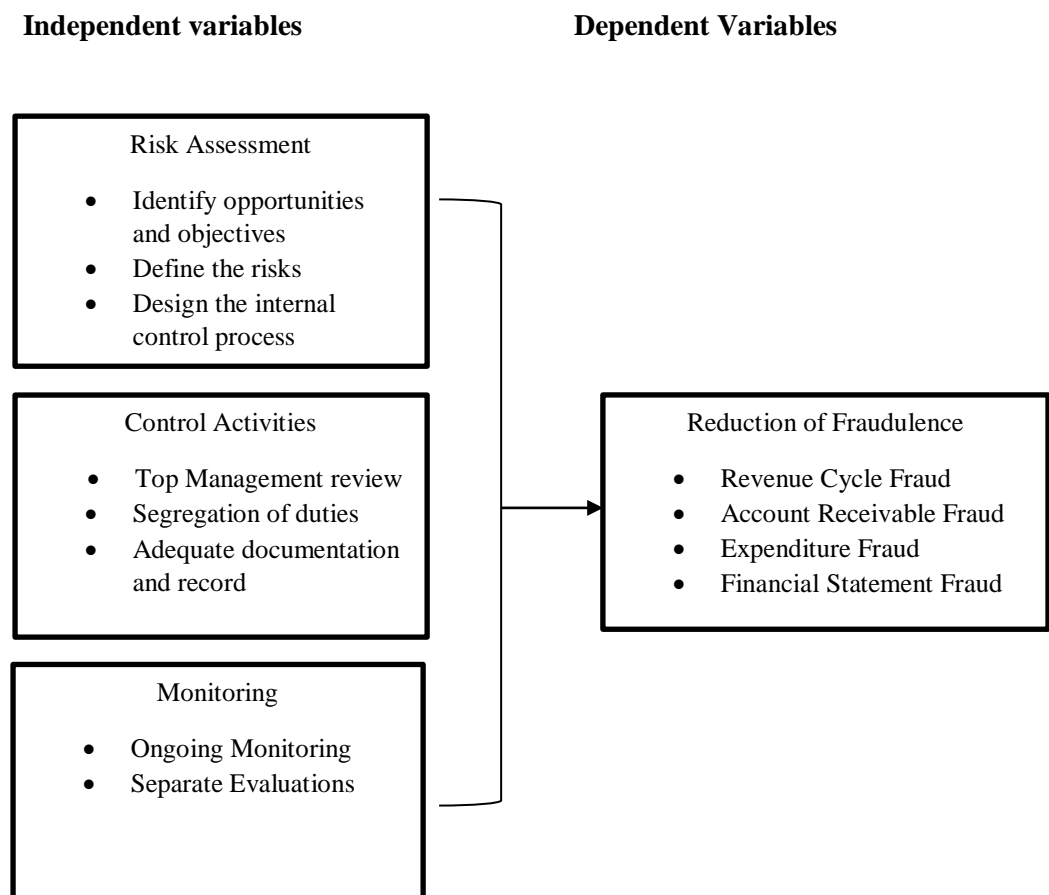 Independent variables
Dependent Variables
Risk Assessment
• Identify opportunities
and objectives
• Define the risks
• Design the internal
control process
Control Activities
• Top Management review
• Segregation of duties
• Adequate documentation
and record
Monitoring
• Ongoing Monitoring
• Separate Evaluations
Reduction of Fraudulence
• Revenue Cycle Fraud
• Account Receivable Fraud
• Expenditure Fraud
• Financial Statement Fraud